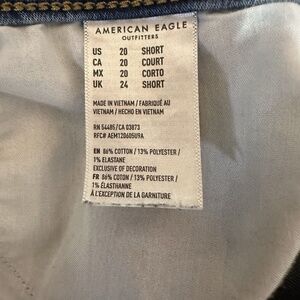 AMERICAN EAGLE
OUTFITTERS
US 20 SHORT
CA 20 COURT
MX 20 CORTO
UK 24 SHORT
MADE IN VIETNAM / FABRIQUÉ AU
VIETNAM / HECHO EN VIETNAM
RN 54485/CA 03873
RFC# AEM120605U9A
EN 86% COTTON / 13% POLYESTER /
1% ELASTANE
EXCLUSIVE OF DECORATION
FR 86% COTON / 13% POLYESTER /
1% ÉLASTHANNE
À L'EXCEPTION DE LA GARNITURE